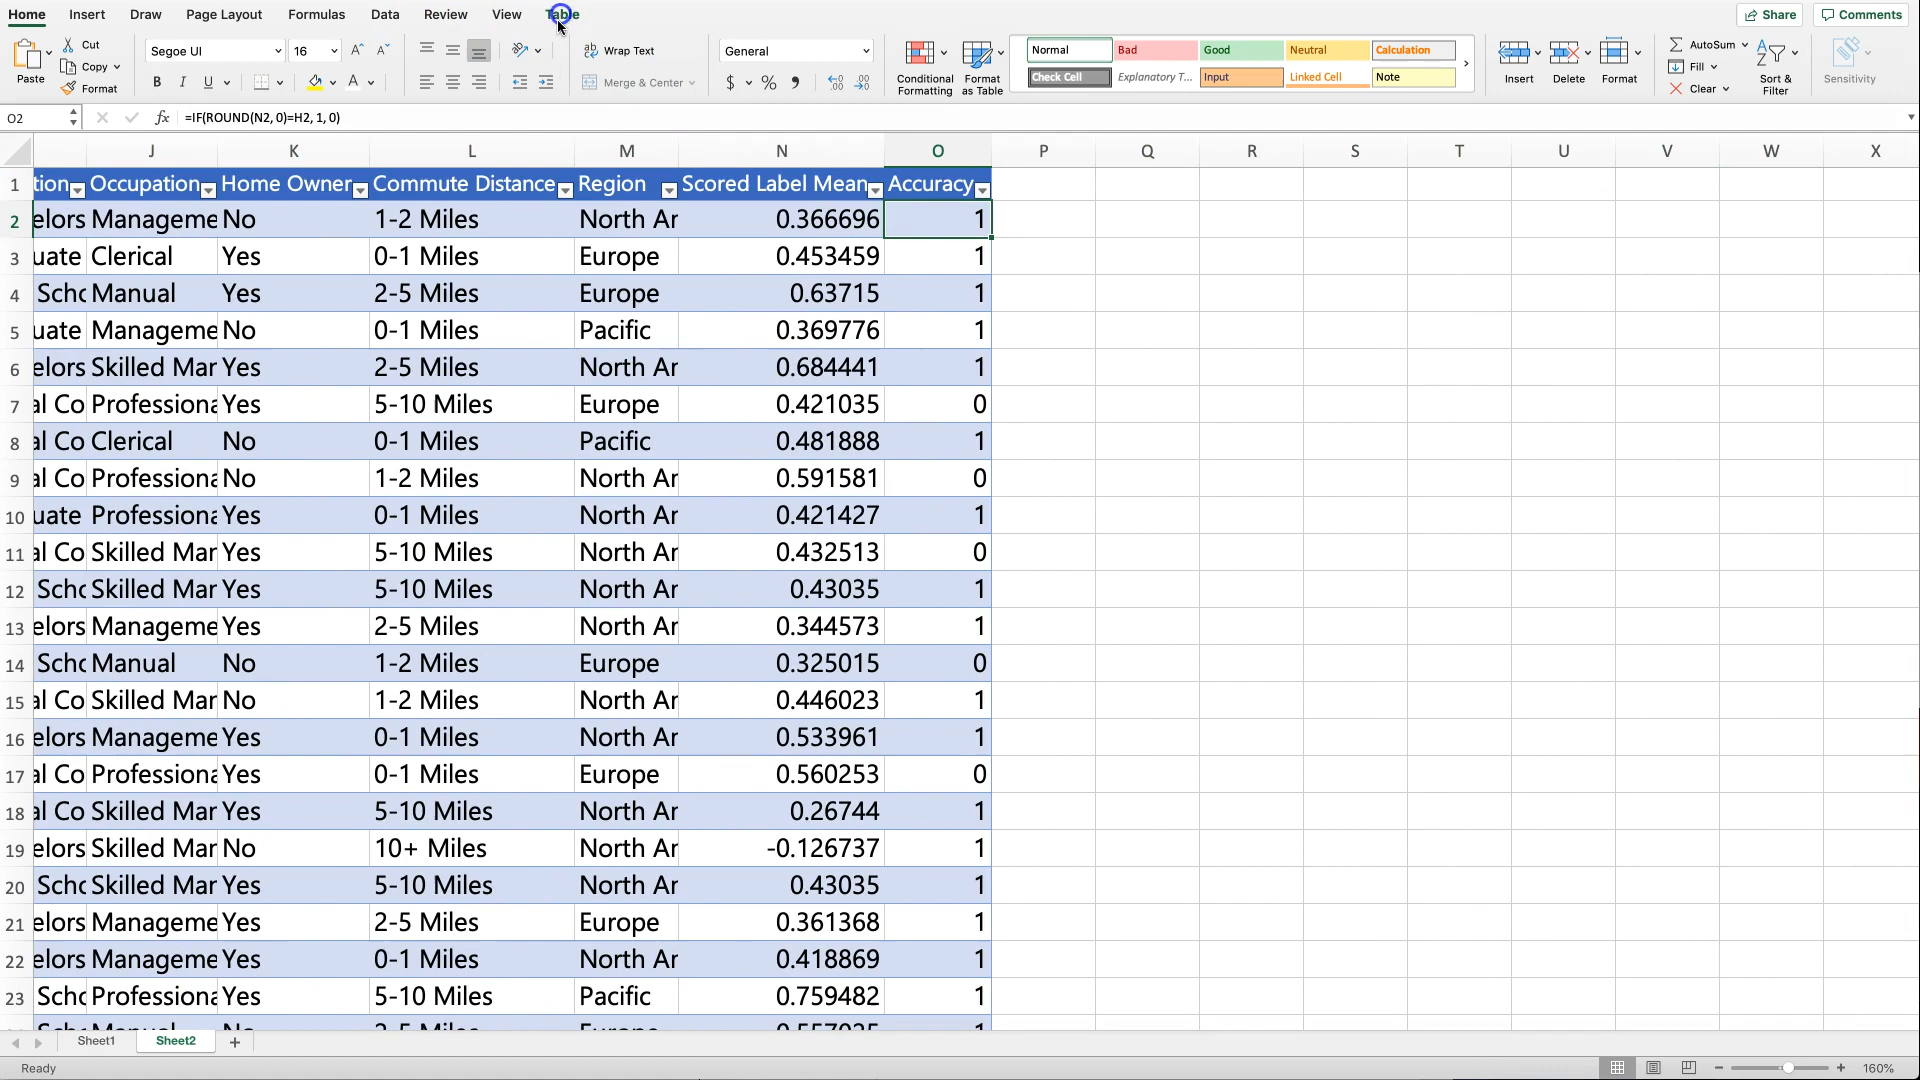 Home Insert Draw Page Layout Formulas Data Review View Table Share Comments
Paste Cut Copy Format
Segoe UI 16
B I U
Wrap Text
Merge & Center
General
$ % ,
Conditional Formatting
Format as Table
Normal Bad Good Neutral Calculation
Check Cell Explanatory T... Input Linked Cell Note
Insert Delete Format
AutoSum
Fill
Clear
Sort & Filter
Sensitivity
O2 fx =IF(ROUND(N2, 0)=H2, 1, 0)
J K L M N O P Q R S T U V W X
1 tion Occupation Home Owner Commute Distance Region Scored Label Mean Accuracy
2 elors Manageme No 1-2 Miles North Ar 0.366696 1
3 uate Clerical Yes 0-1 Miles Europe 0.453459 1
4 Scho Manual Yes 2-5 Miles Europe 0.63715 1
5 uate Manageme No 0-1 Miles Pacific 0.369776 1
6 elors Skilled Mar Yes 2-5 Miles North Ar 0.684441 1
7 al Co Professiona Yes 5-10 Miles Europe 0.421035 0
8 al Co Clerical No 0-1 Miles Pacific 0.481888 1
9 al Co Professiona No 1-2 Miles North Ar 0.591581 0
10 uate Professiona Yes 0-1 Miles North Ar 0.421427 1
11 al Co Skilled Mar Yes 5-10 Miles North Ar 0.432513 0
12 Scho Skilled Mar Yes 5-10 Miles North Ar 0.43035 1
13 elors Manageme Yes 2-5 Miles North Ar 0.344573 1
14 Scho Manual No 1-2 Miles Europe 0.325015 0
15 al Co Skilled Mar No 1-2 Miles North Ar 0.446023 1
16 elors Manageme Yes 0-1 Miles North Ar 0.533961 1
17 al Co Professiona Yes 0-1 Miles Europe 0.560253 0
18 al Co Skilled Mar Yes 5-10 Miles North Ar 0.26744 1
19 elors Skilled Mar No 10+ Miles North Ar -0.126737 1
20 Scho Skilled Mar Yes 5-10 Miles North Ar 0.43035 1
21 elors Manageme Yes 2-5 Miles Europe 0.361368 1
22 elors Manageme Yes 0-1 Miles North Ar 0.418869 1
23 Scho Professiona Yes 5-10 Miles Pacific 0.759482 1
Sheet1 Sheet2
Ready 160%